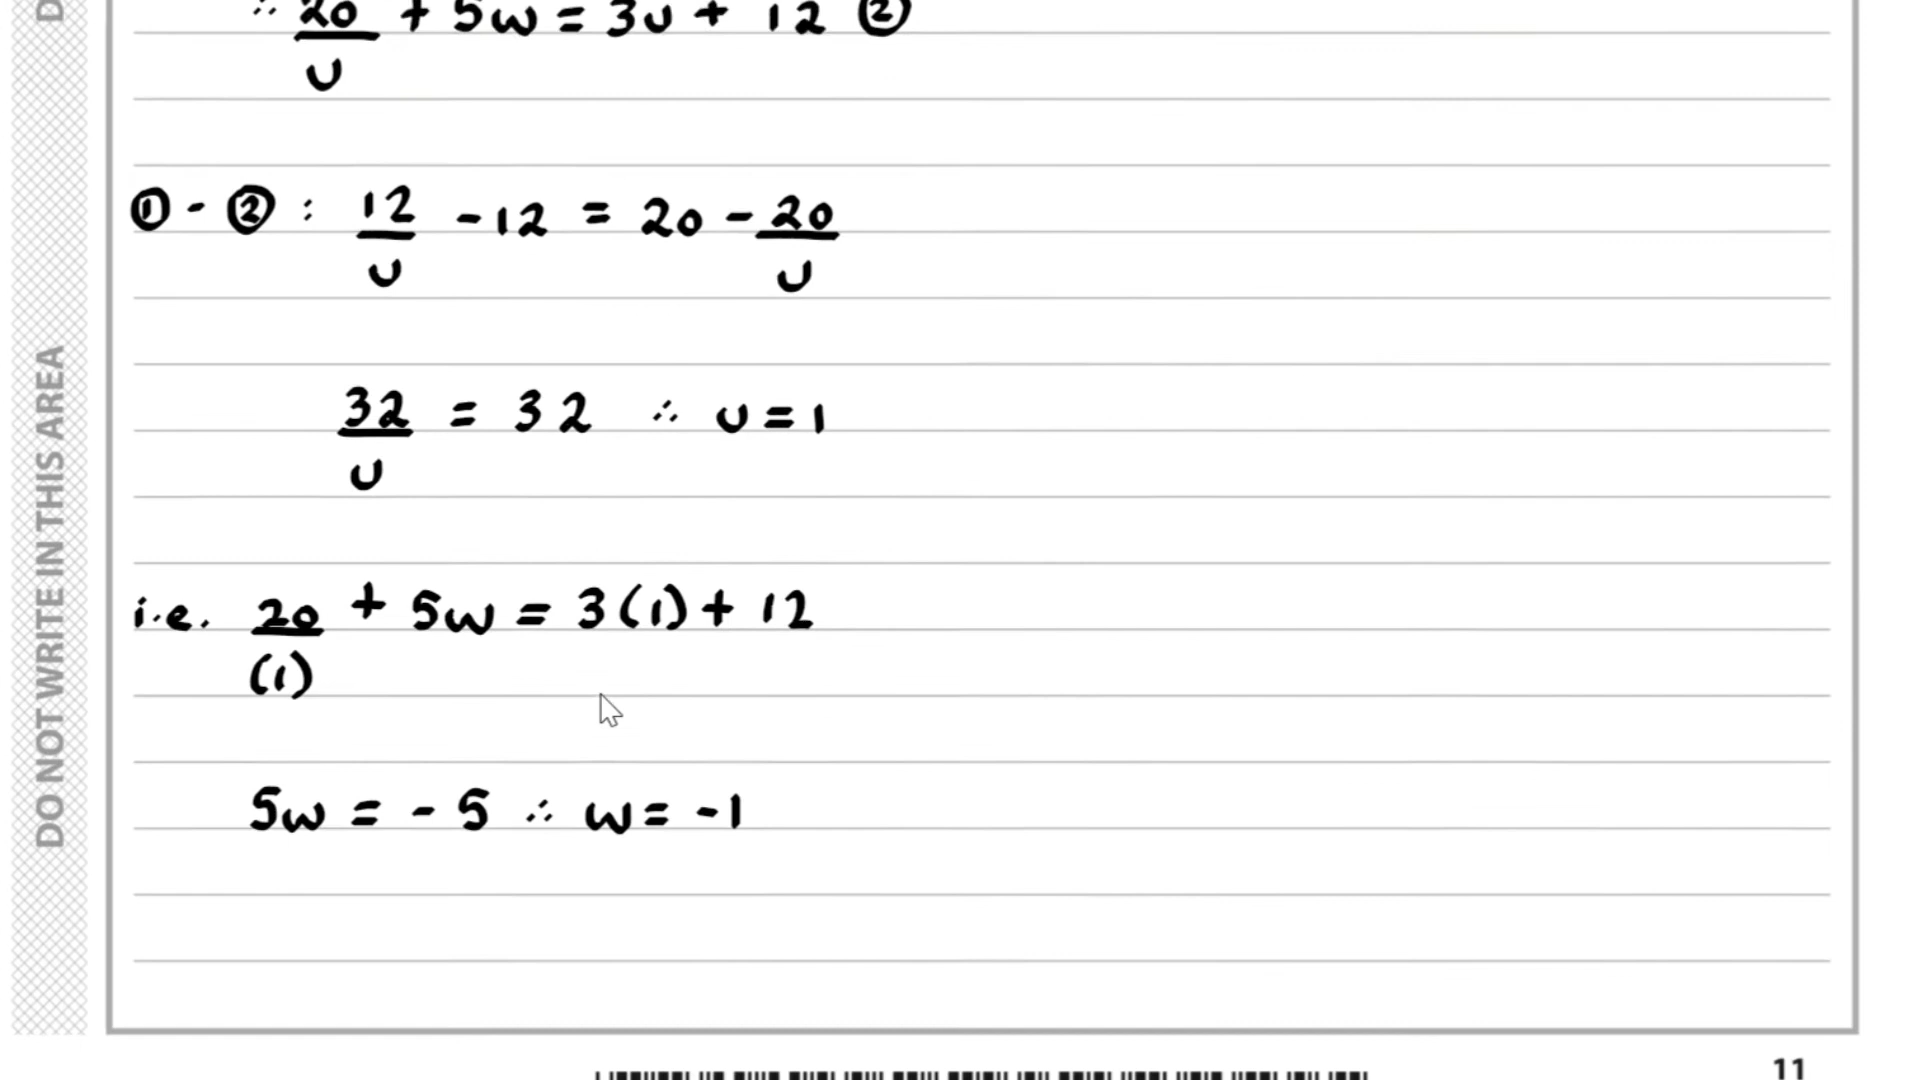 ∴ 20/u + 5w = 3u + 12 ②
① - ② : 12/u - 12 = 20 - 20/u
32/u = 32 ∴ u = 1
i.e. 20/(1) + 5w = 3(1) + 12
5w = - 5 ∴ w = -1
DO NOT WRITE IN THIS AREA
D
11